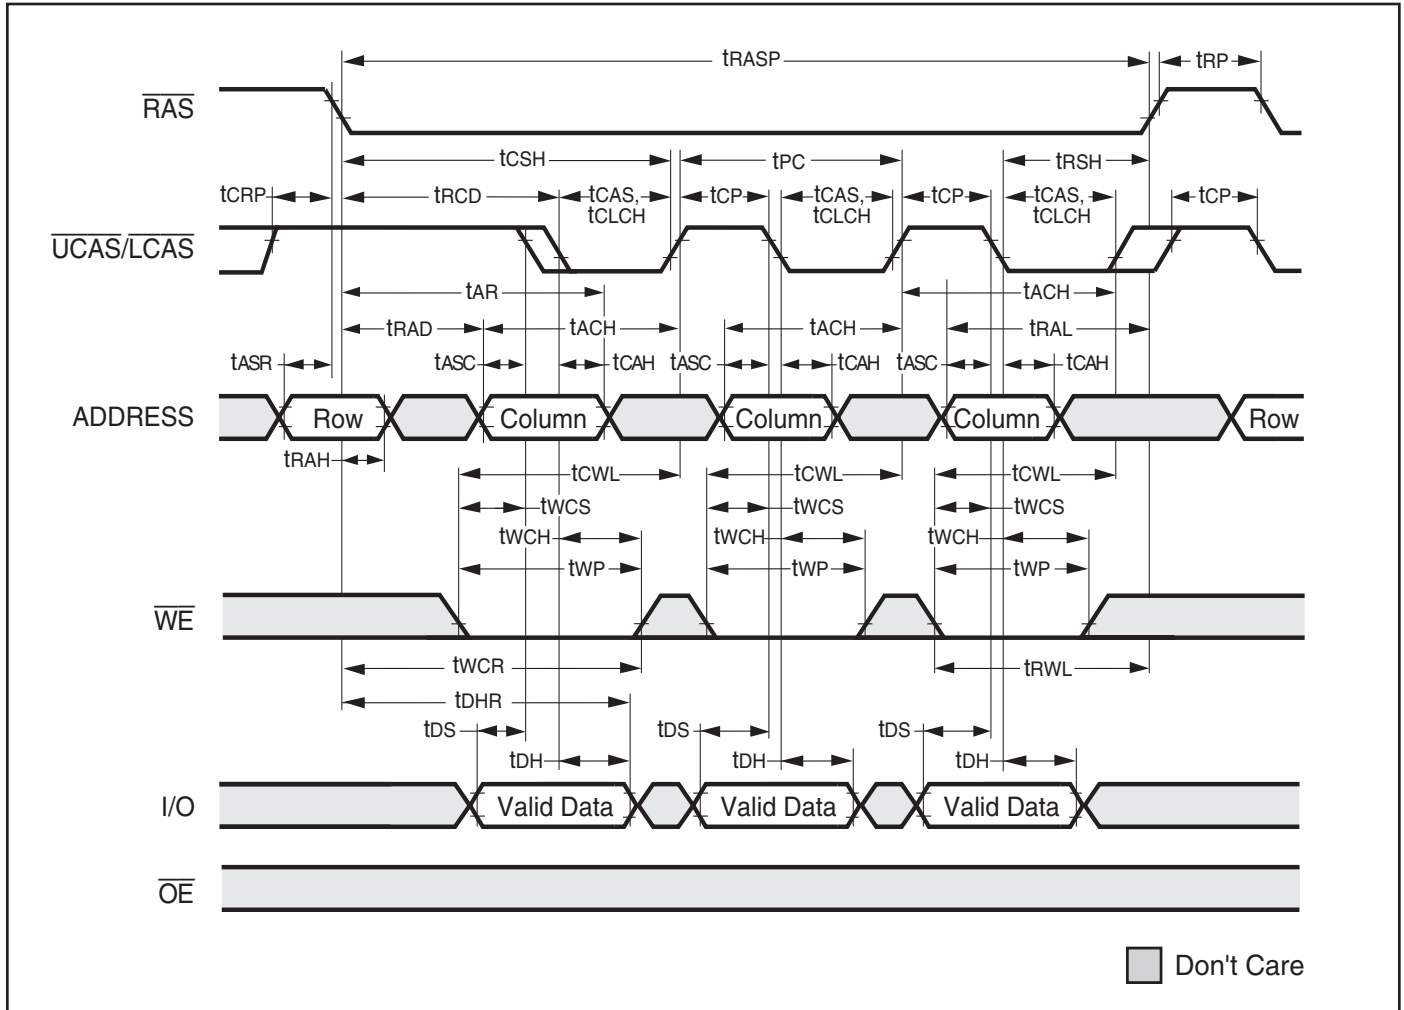 tRASP tRP
RAS
tCSH tPC tRSH
tCRP tRCD tCAS, tCP tCAS, tCP tCAS, tCP
tCLCH tCLCH tCLCH
UCAS/LCAS
tAR tACH
tRAD tACH tACH tRAL
tASR tASC tCAH tASC tCAH tASC tCAH
ADDRESS Row Column Column Column Row
tRAH
tCWL tCWL tCWL
tWCS tWCS tWCS
tWCH tWCH tWCH
tWP tWP tWP
WE
tWCR tRWL
tDHR
tDS tDS tDS
tDH tDH tDH
I/O Valid Data Valid Data Valid Data
OE
Don't Care